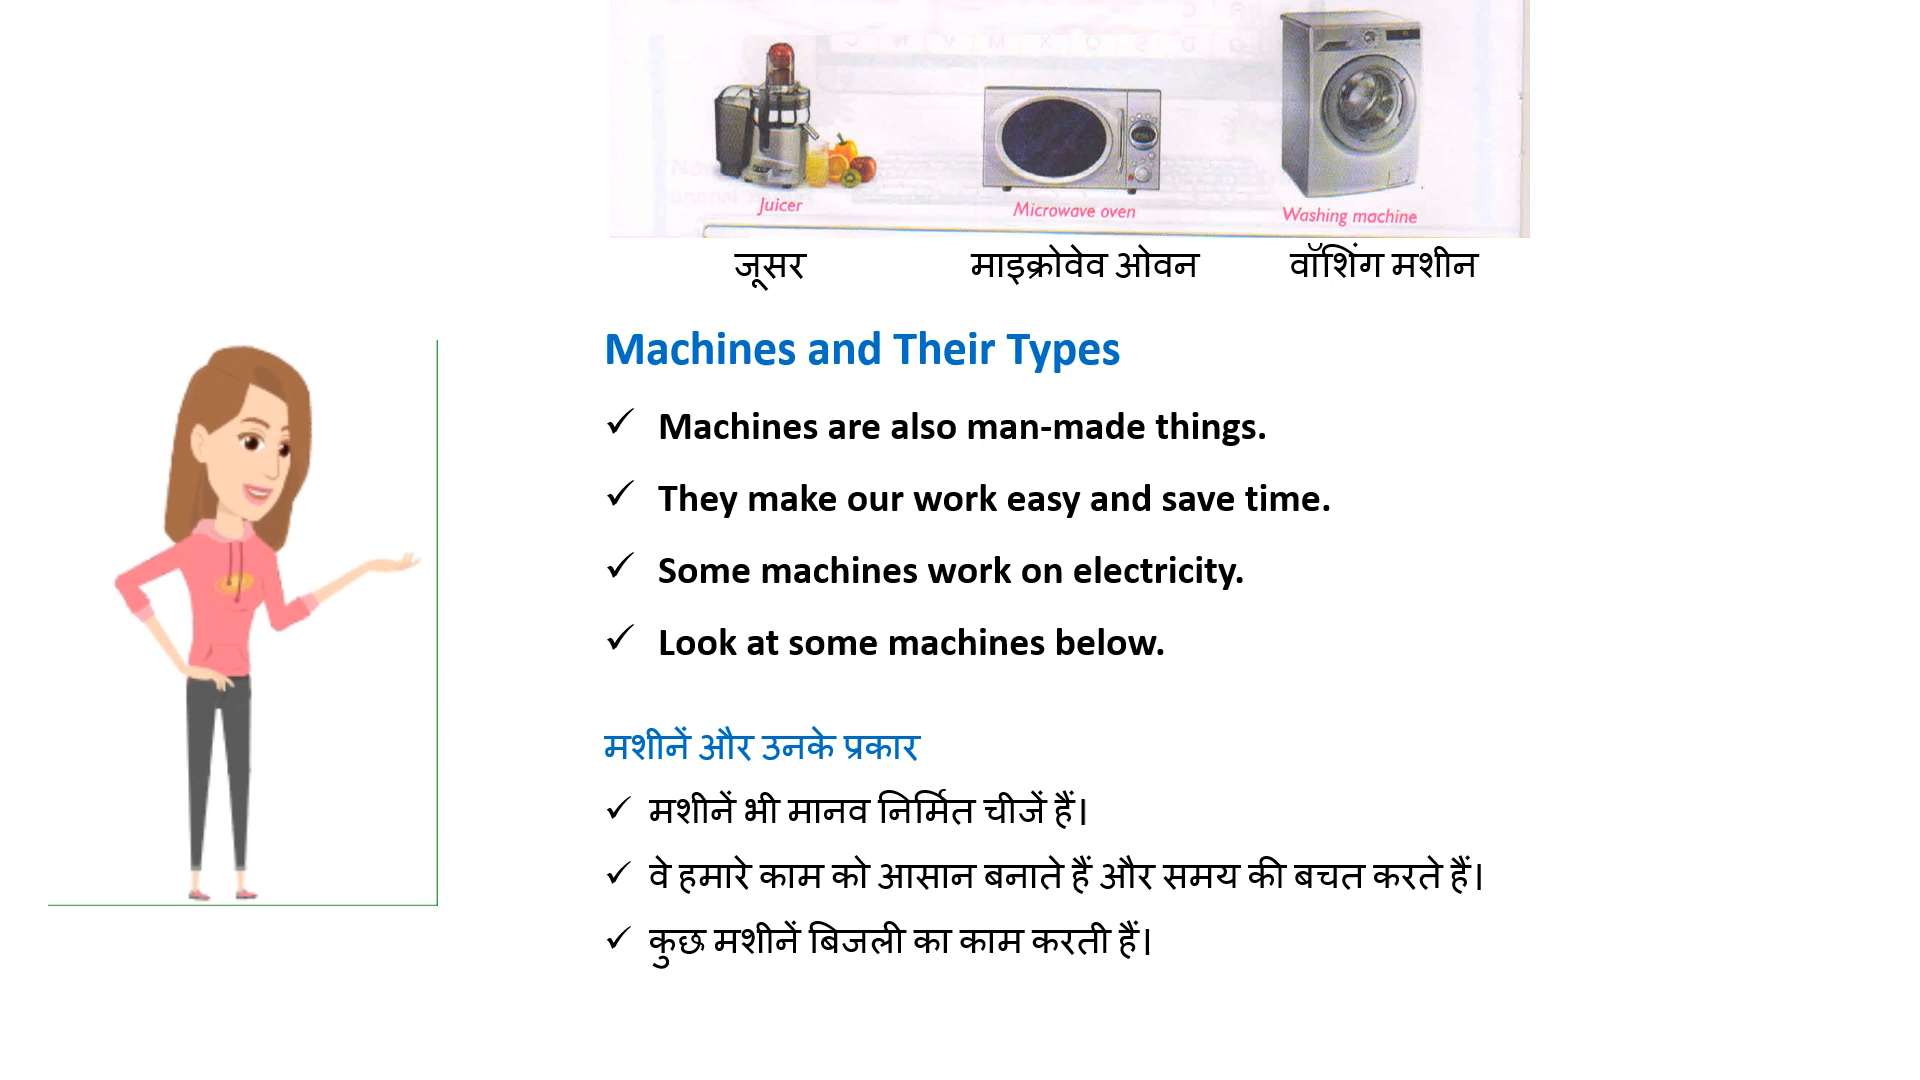 Juicer Microwave oven Washing machine
जूसर माइक्रोवेव ओवन वॉशिंग मशीन
Machines and Their Types
✓ Machines are also man-made things.
✓ They make our work easy and save time.
✓ Some machines work on electricity.
✓ Look at some machines below.
मशीनें और उनके प्रकार
✓ मशीनें भी मानव निर्मित चीजें हैं।
✓ वे हमारे काम को आसान बनाते हैं और समय की बचत करते हैं।
✓ कुछ मशीनें बिजली का काम करती हैं।